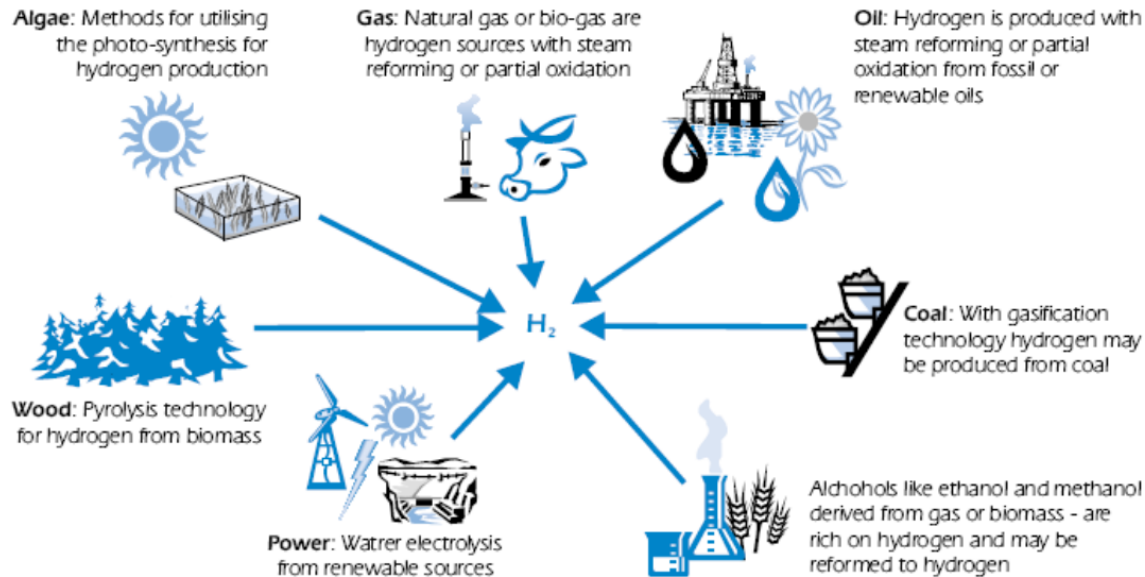 Algae: Methods for utilising
the photo-synthesis for
hydrogen production
Gas: Natural gas or bio-gas are
hydrogen sources with steam
reforming or partial oxidation
Oil: Hydrogen is produced with
steam reforming or partial
oxidation from fossil or
renewable oils
H2
Coal: With gasification
technology hydrogen may
be produced from coal
Wood: Pyrolysis technology
for hydrogen from biomass
Power: Watrer electrolysis
from renewable sources
Alchohols like ethanol and methanol
derived from gas or biomass - are
rich on hydrogen and may be
reformed to hydrogen